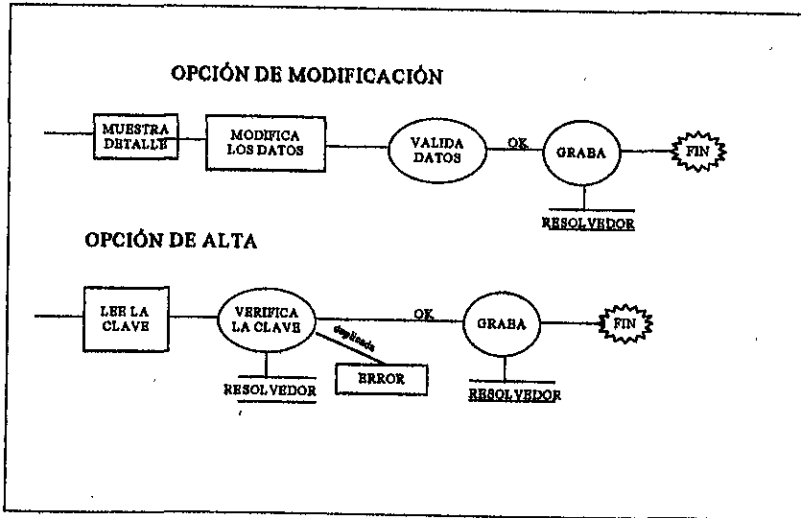 OPCIÓN DE MODIFICACIÓN
MUESTRA
DETALLE
MODIFICA
LOS DATOS
VALIDA
DATOS
OK
GRABA
FIN
RESOLVEDOR
OPCIÓN DE ALTA
LEE LA
CLAVE
VERIFICA
LA CLAVE
OK
GRABA
FIN
duplicada
ERROR
RESOLVEDOR
RESOLVEDOR